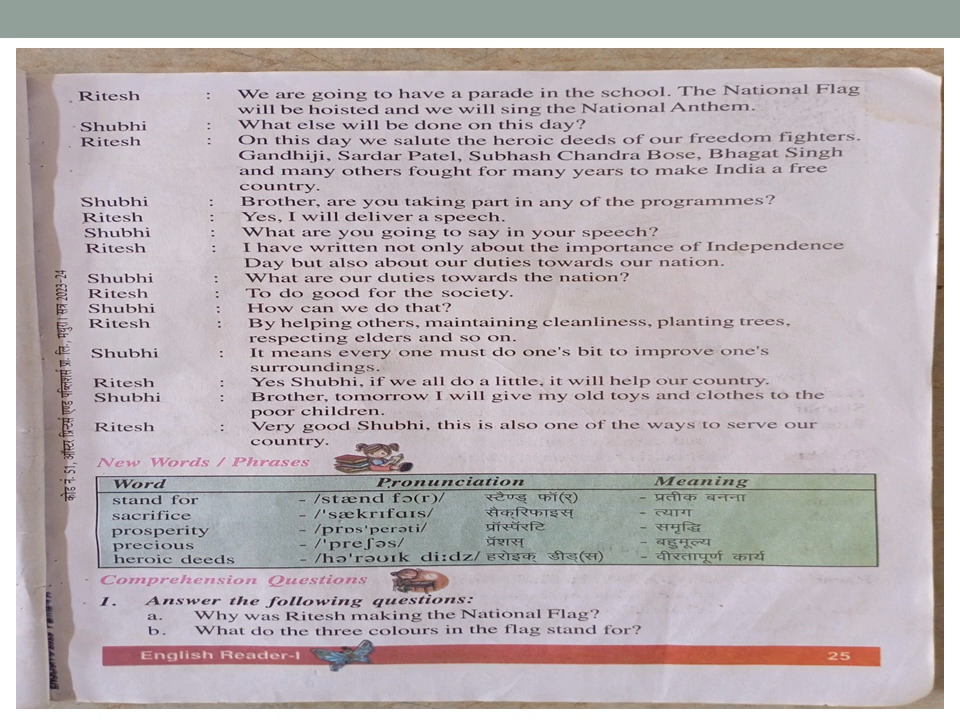 Ritesh : We are going to have a parade in the school. The National Flag
will be hoisted and we will sing the National Anthem.
Shubhi : What else will be done on this day?
Ritesh : On this day we salute the heroic deeds of our freedom fighters.
Gandhiji, Sardar Patel, Subhash Chandra Bose, Bhagat Singh
and many others fought for many years to make India a free
country.
Shubhi : Brother, are you taking part in any of the programmes?
Ritesh : Yes, I will deliver a speech.
Shubhi : What are you going to say in your speech?
Ritesh : I have written not only about the importance of Independence
Day but also about our duties towards our nation.
Shubhi : What are our duties towards the nation?
Ritesh : To do good for the society.
Shubhi : How can we do that?
Ritesh : By helping others, maintaining cleanliness, planting trees,
respecting elders and so on.
Shubhi : It means every one must do one's bit to improve one's
surroundings.
Ritesh : Yes Shubhi, if we all do a little, it will help our country.
Shubhi : Brother, tomorrow I will give my old toys and clothes to the
poor children.
Ritesh : Very good Shubhi, this is also one of the ways to serve our
country.
New Words / Phrases
Word Pronunciation Meaning
stand for - /stænd fə(r)/ स्टैण्ड् फॉ(र्) - प्रतीक बनना
sacrifice - /'sækrɪfaɪs/ सैक्रिफाइस् - त्याग
prosperity - /prɒs'perəti/ प्रॉस्पॅरटि - समृद्धि
precious - /'preʃəs/ प्रॅशस् - बहुमूल्य
heroic deeds - /hə'rəʊɪk di:dz/ हरोइक् डीड्(स) - वीरतापूर्ण कार्य
Comprehension Questions
1. Answer the following questions:
a. Why was Ritesh making the National Flag?
b. What do the three colours in the flag stand for?
English Reader-I 25
कोड नं. 51, ऑस्टर प्रिन्टर्स एण्ड पब्लिशर्स प्रा. लि., मथुरा। सत्र 2023-24